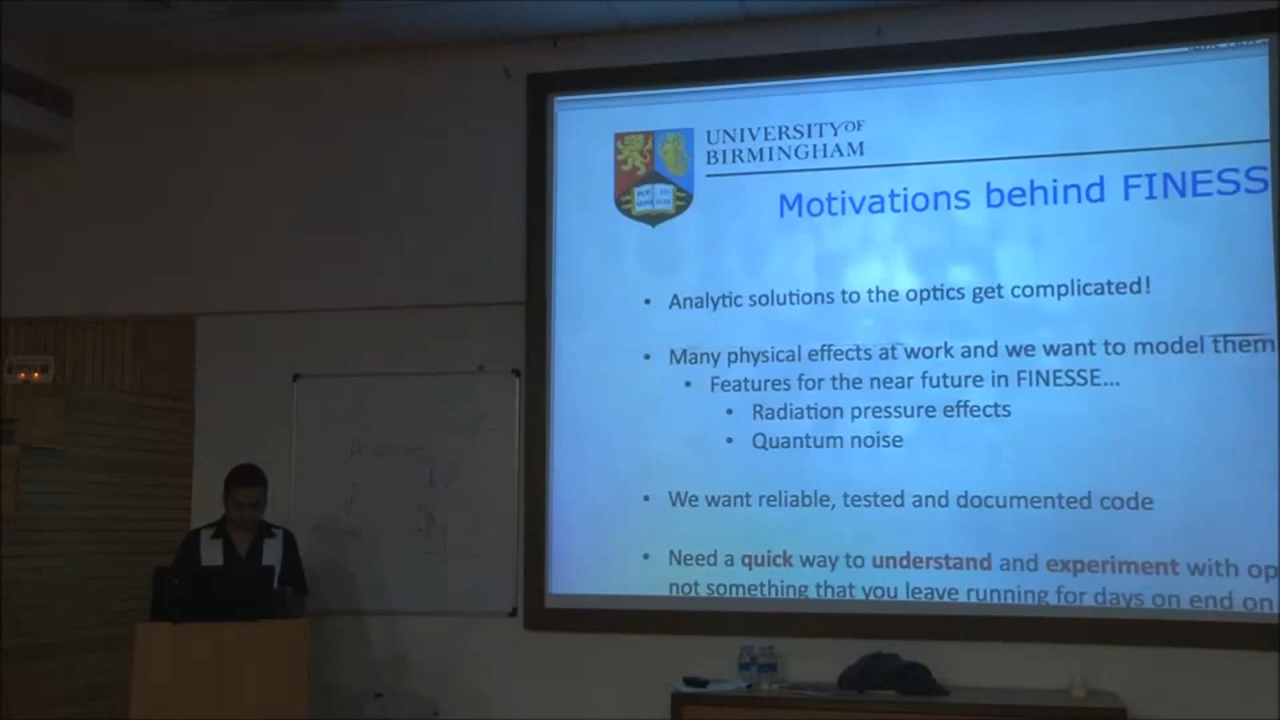 UNIVERSITY OF
BIRMINGHAM
Motivations behind FINESS
• Analytic solutions to the optics get complicated!
• Many physical effects at work and we want to model them
• Features for the near future in FINESSE...
• Radiation pressure effects
• Quantum noise
• We want reliable, tested and documented code
• Need a quick way to understand and experiment with op
not something that you leave running for days on end on